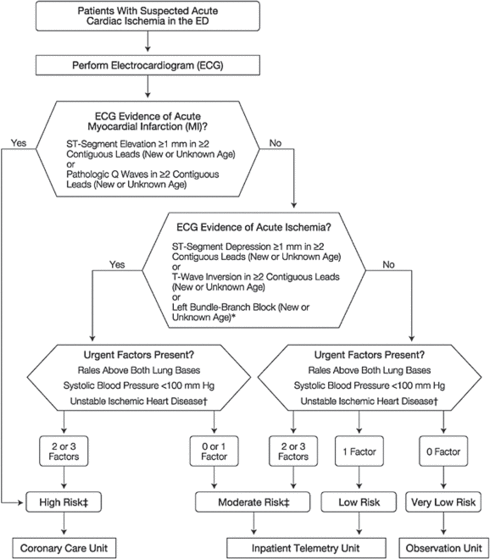 Patients With Suspected Acute
Cardiac Ischemia in the ED
Perform Electrocardiogram (ECG)
ECG Evidence of Acute
Myocardial Infarction (MI)?
ST-Segment Elevation ≥1 mm in ≥2
Contiguous Leads (New or Unknown Age)
or
Pathologic Q Waves in ≥2 Contiguous
Leads (New or Unknown Age)
Yes
No
ECG Evidence of Acute Ischemia?
ST-Segment Depression ≥1 mm in ≥2
Contiguous Leads (New or Unknown Age)
or
T-Wave Inversion in ≥2 Contiguous Leads
(New or Unknown Age)
or
Left Bundle-Branch Block (New or
Unknown Age)*
Yes
No
Urgent Factors Present?
Rales Above Both Lung Bases
Systolic Blood Pressure <100 mm Hg
Unstable Ischemic Heart Disease†
Urgent Factors Present?
Rales Above Both Lung Bases
Systolic Blood Pressure <100 mm Hg
Unstable Ischemic Heart Disease†
2 or 3
Factors
0 or 1
Factor
2 or 3
Factors
1 Factor
0 Factor
High Risk‡
Moderate Risk‡
Low Risk
Very Low Risk
Coronary Care Unit
Inpatient Telemetry Unit
Observation Unit